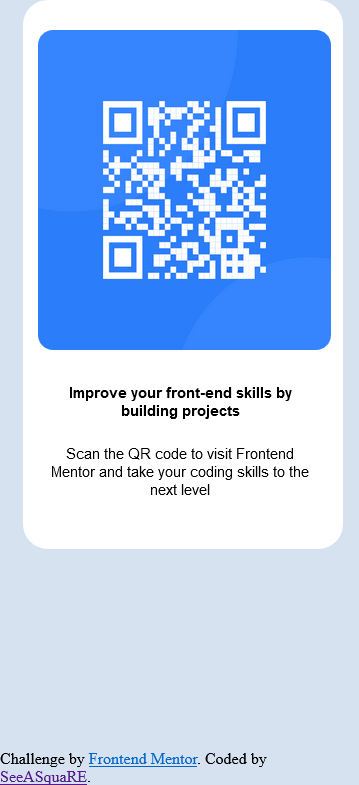 Improve your front-end skills by
building projects
Scan the QR code to visit Frontend
Mentor and take your coding skills to the
next level
Challenge by Frontend Mentor. Coded by
SeeASquaRE.